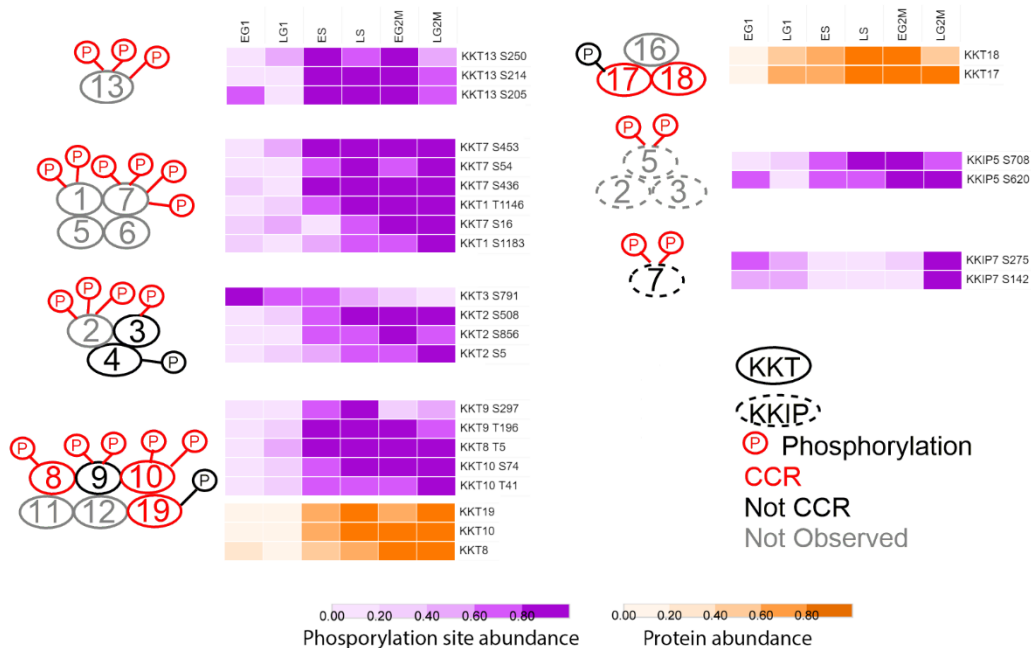 EG1 LG1 ES LS EG2M LG2M
P P P
13
KKT13 S250
KKT13 S214
KKT13 S205
P P P P P P
1 7
5 6
KKT7 S453
KKT7 S54
KKT7 S436
KKT1 T1146
KKT7 S16
KKT1 S1183
P P P P
2 3
4 P
KKT3 S791
KKT2 S508
KKT2 S856
KKT2 S5
P P P P P
8 9 10 P
11 12 19
KKT9 S297
KKT9 T196
KKT8 T5
KKT10 S74
KKT10 T41
KKT19
KKT10
KKT8
EG1 LG1 ES LS EG2M LG2M
P 16
17 18
KKT18
KKT17
P P
5
2 3
KKIP5 S708
KKIP5 S620
P P
7
KKIP7 S275
KKIP7 S142
KKT
KKIP
P Phosphorylation
CCR
Not CCR
Not Observed
0.00 0.20 0.40 0.60 0.80
Phosporylation site abundance
0.00 0.20 0.40 0.60 0.80
Protein abundance